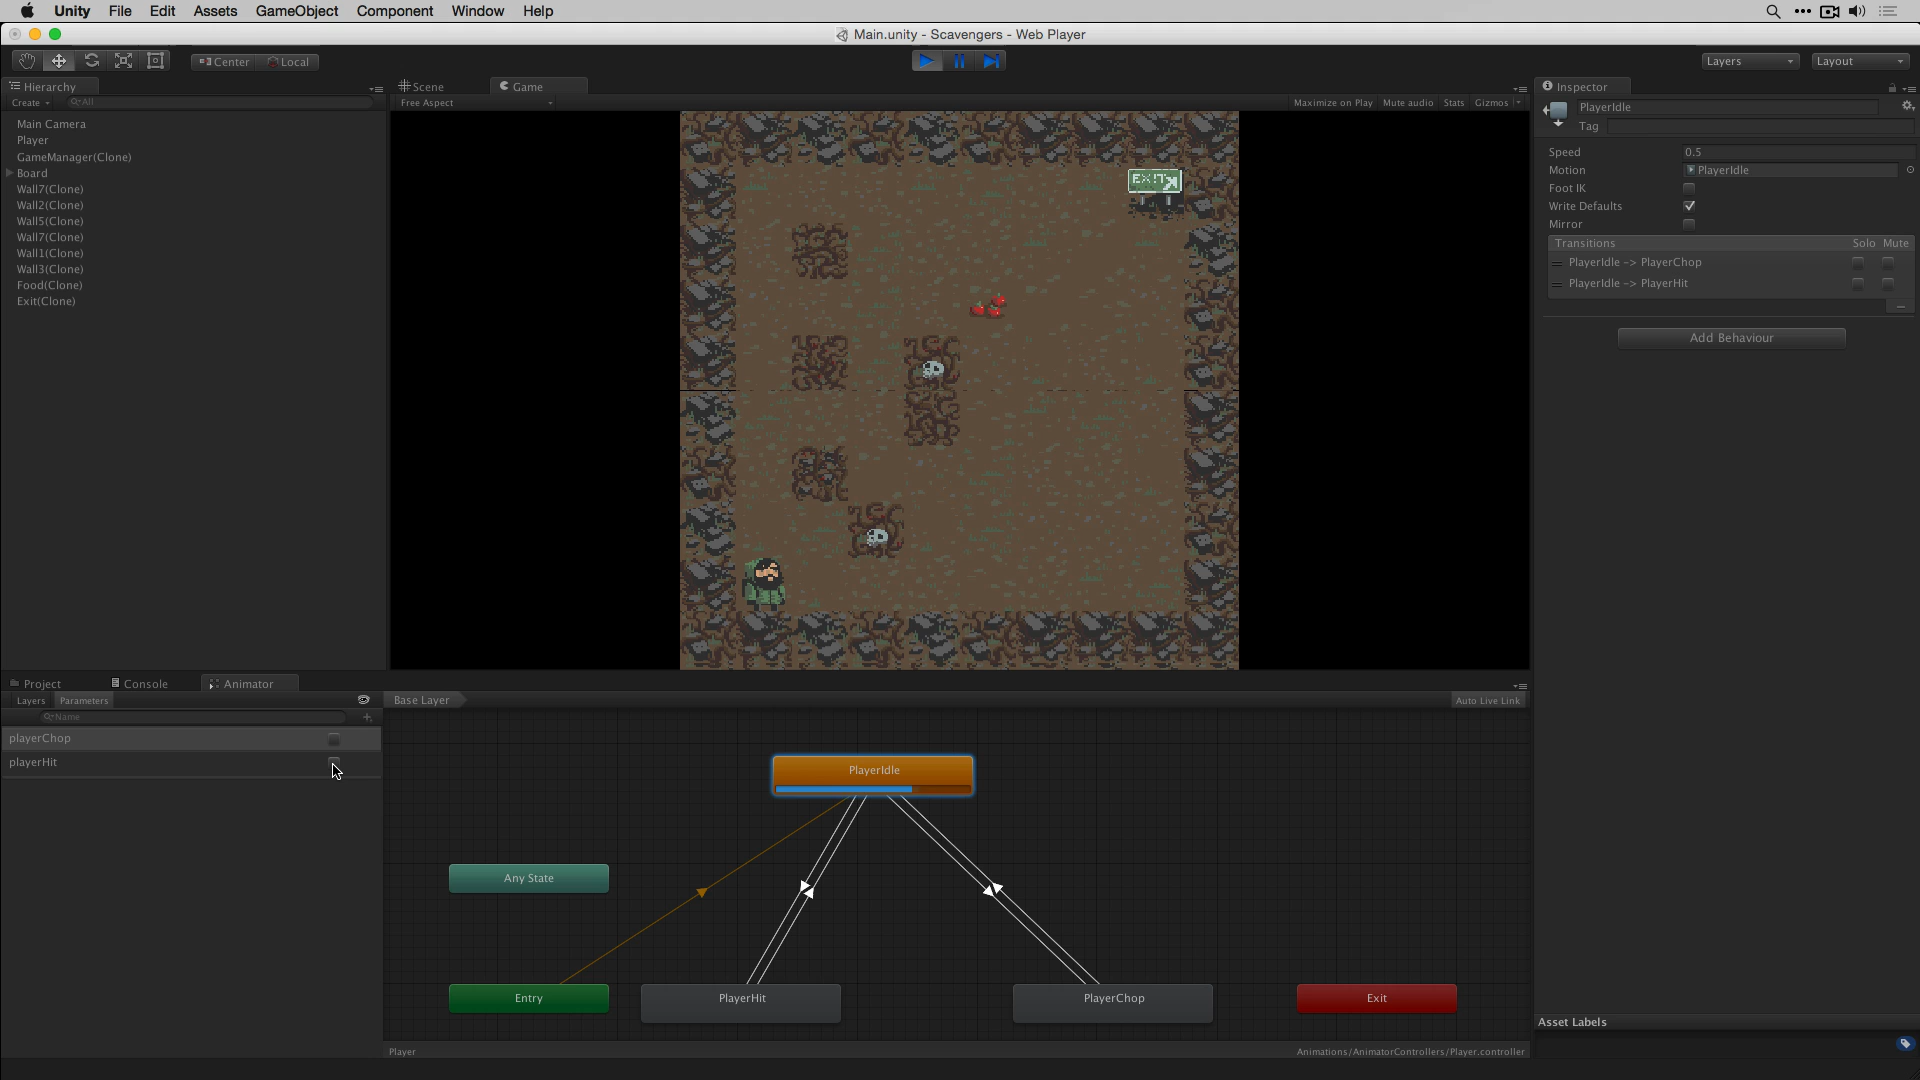 Unity File Edit Assets GameObject Component Window Help
Main.unity - Scavengers - Web Player
Center Local
Layers Layout
Hierarchy
Create All
Main Camera
Player
GameManager(Clone)
Board
Wall7(Clone)
Wall2(Clone)
Wall5(Clone)
Wall7(Clone)
Wall1(Clone)
Wall3(Clone)
Food(Clone)
Exit(Clone)
Scene Game
Free Aspect Maximize on Play Mute audio Stats Gizmos
EXIT
Inspector
PlayerIdle
Tag
Speed 0.5
Motion PlayerIdle
Foot IK
Write Defaults
Mirror
Transitions Solo Mute
PlayerIdle -> PlayerChop
PlayerIdle -> PlayerHit
Add Behaviour
Project Console Animator
Layers Parameters
Name
playerChop
playerHit
Base Layer Auto Live Link
PlayerIdle
Any State
Entry PlayerHit PlayerChop Exit
Player Animations/AnimatorControllers/Player.controller
Asset Labels